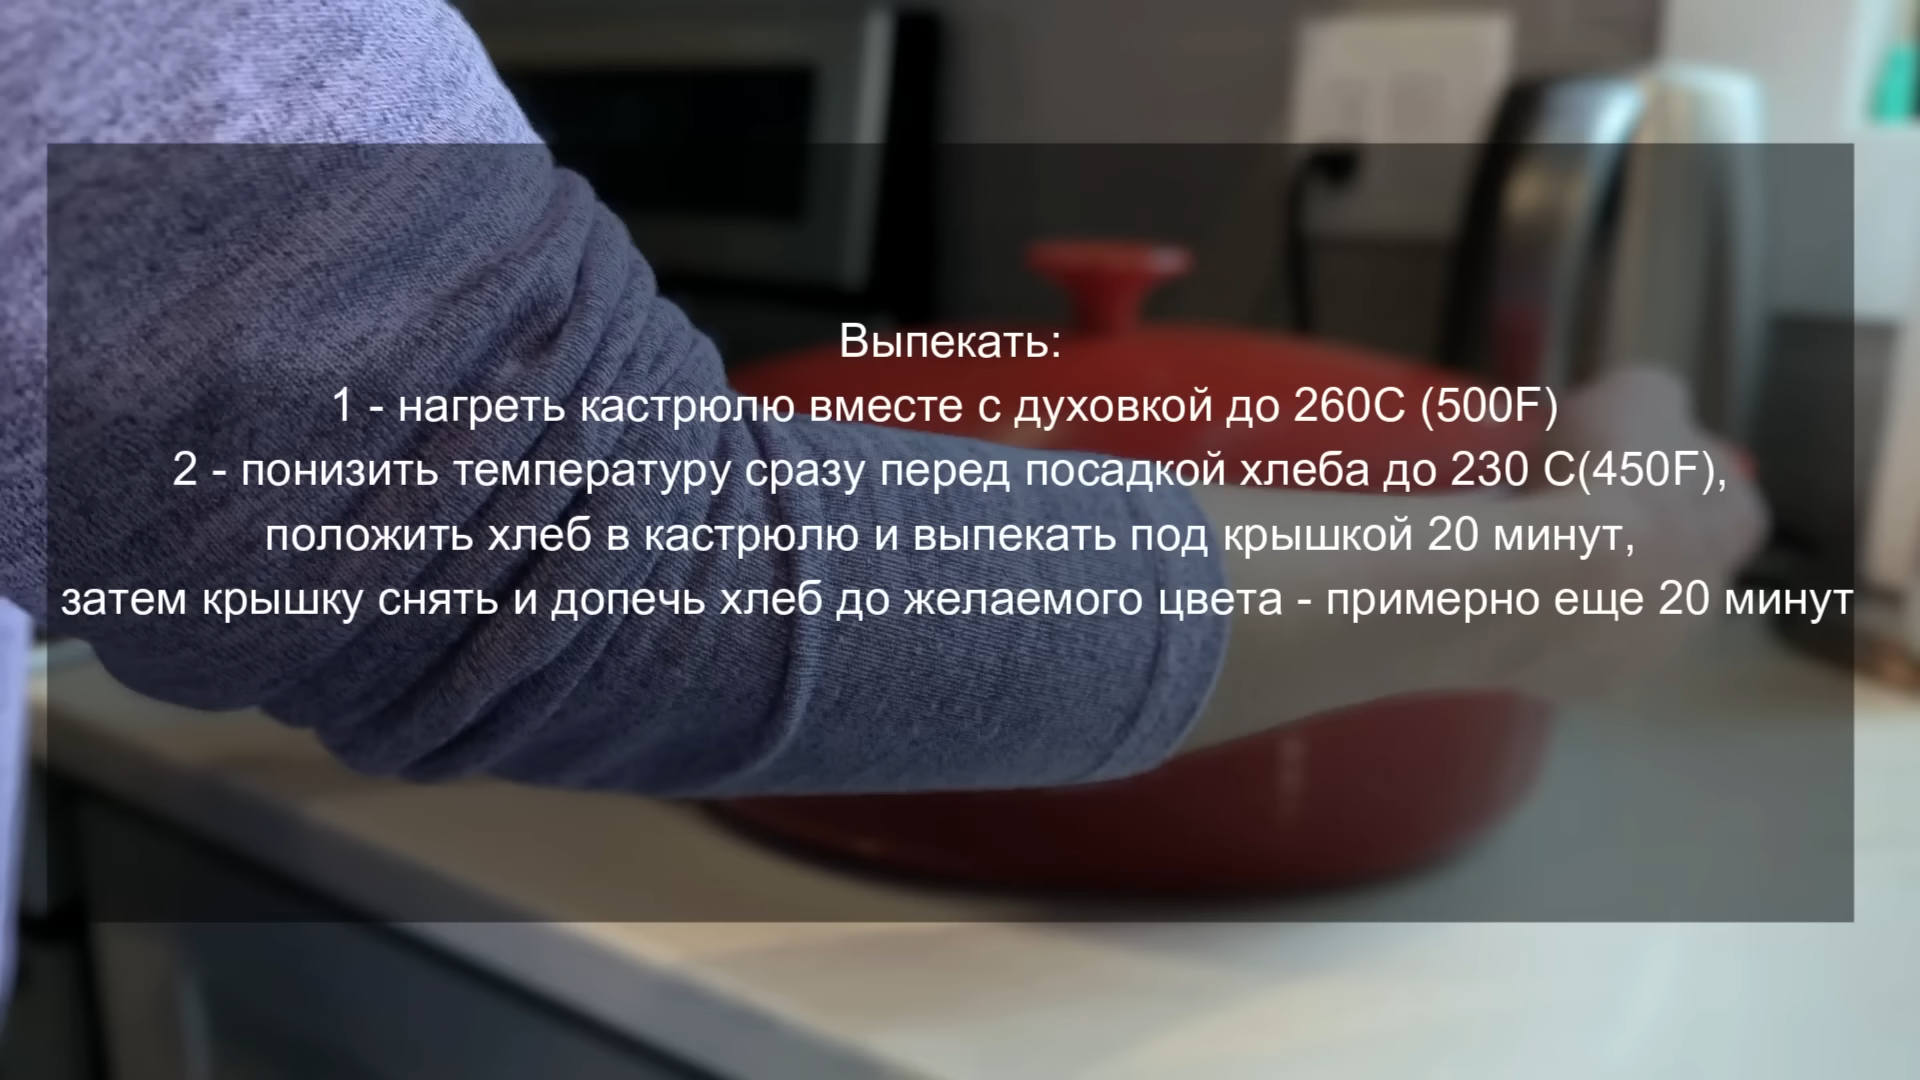 Выпекать:
1 - нагреть кастрюлю вместе с духовкой до 260С (500F)
2 - понизить температуру сразу перед посадкой хлеба до 230 С(450F),
положить хлеб в кастрюлю и выпекать под крышкой 20 минут,
затем крышку снять и допечь хлеб до желаемого цвета - примерно еще 20 минут